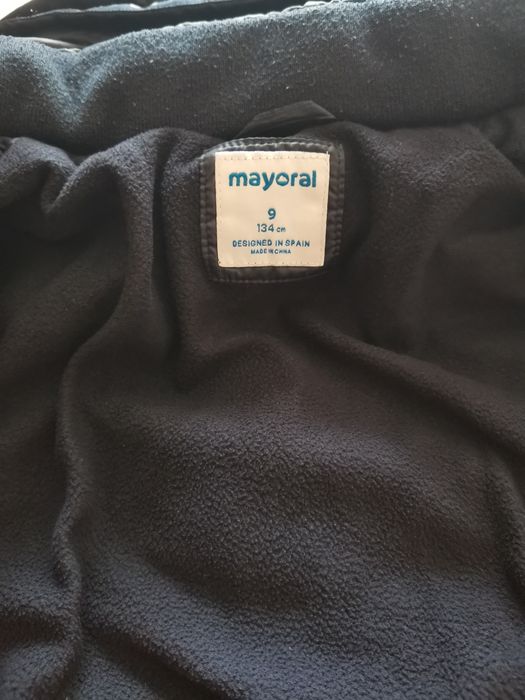 mayoral
9
134 cm
DESIGNED IN SPAIN
MADE IN CHINA